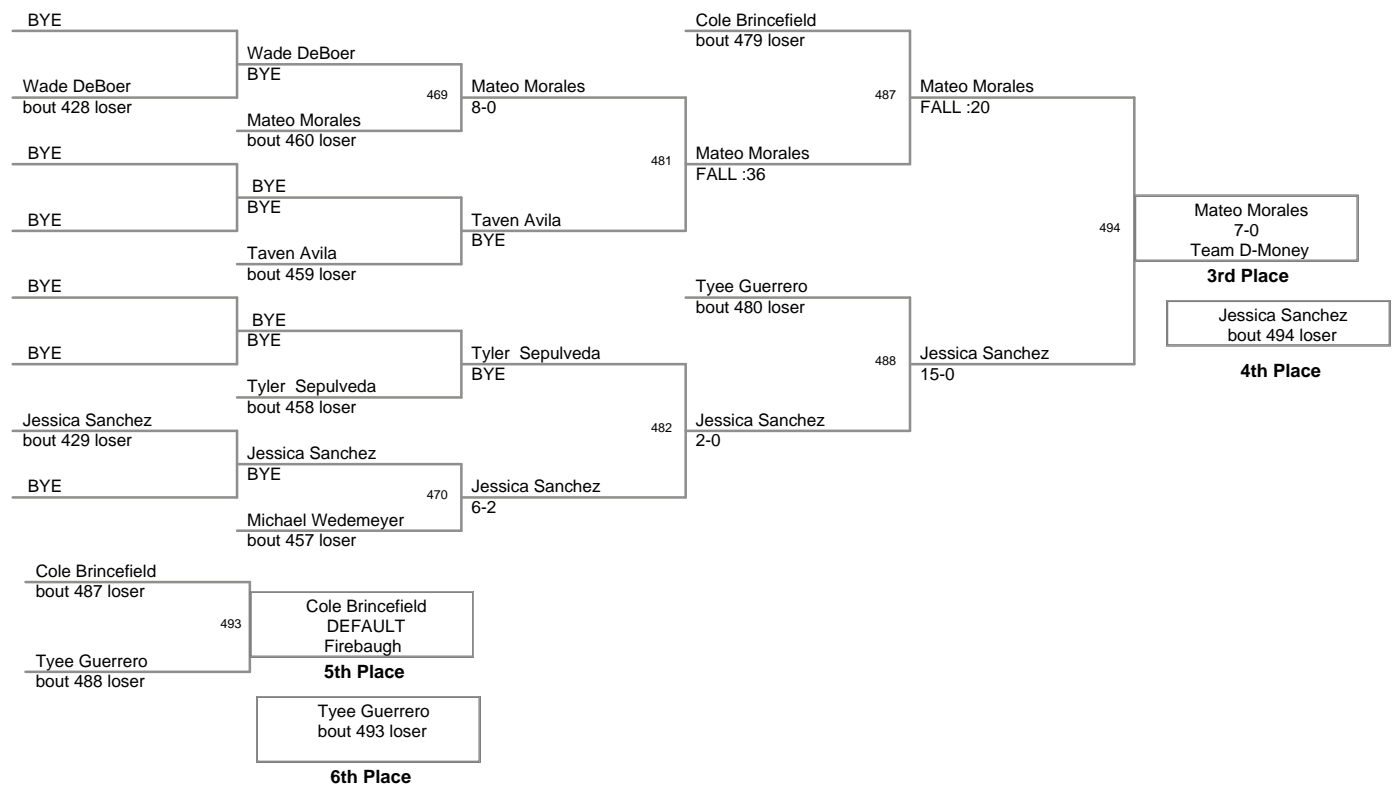 BYE
Wade DeBoer
bout 428 loser
BYE
BYE
BYE
BYE
Jessica Sanchez
bout 429 loser
BYE
Wade DeBoer
BYE
469
Mateo Morales
bout 460 loser
BYE
BYE
Taven Avila
bout 459 loser
BYE
BYE
Tyler Sepulveda
bout 458 loser
Jessica Sanchez
BYE
470
Michael Wedemeyer
bout 457 loser
Mateo Morales
8-0
481
Taven Avila
BYE
Tyler Sepulveda
BYE
482
Jessica Sanchez
6-2
Cole Brincefield
bout 479 loser
487
Mateo Morales
FALL :36
Tyee Guerrero
bout 480 loser
488
Jessica Sanchez
2-0
Mateo Morales
FALL :20
494
Jessica Sanchez
15-0
Mateo Morales
7-0
Team D-Money
3rd Place
Jessica Sanchez
bout 494 loser
4th Place
Cole Brincefield
bout 487 loser
493
Tyee Guerrero
bout 488 loser
Cole Brincefield
DEFAULT
Firebaugh
5th Place
Tyee Guerrero
bout 493 loser
6th Place